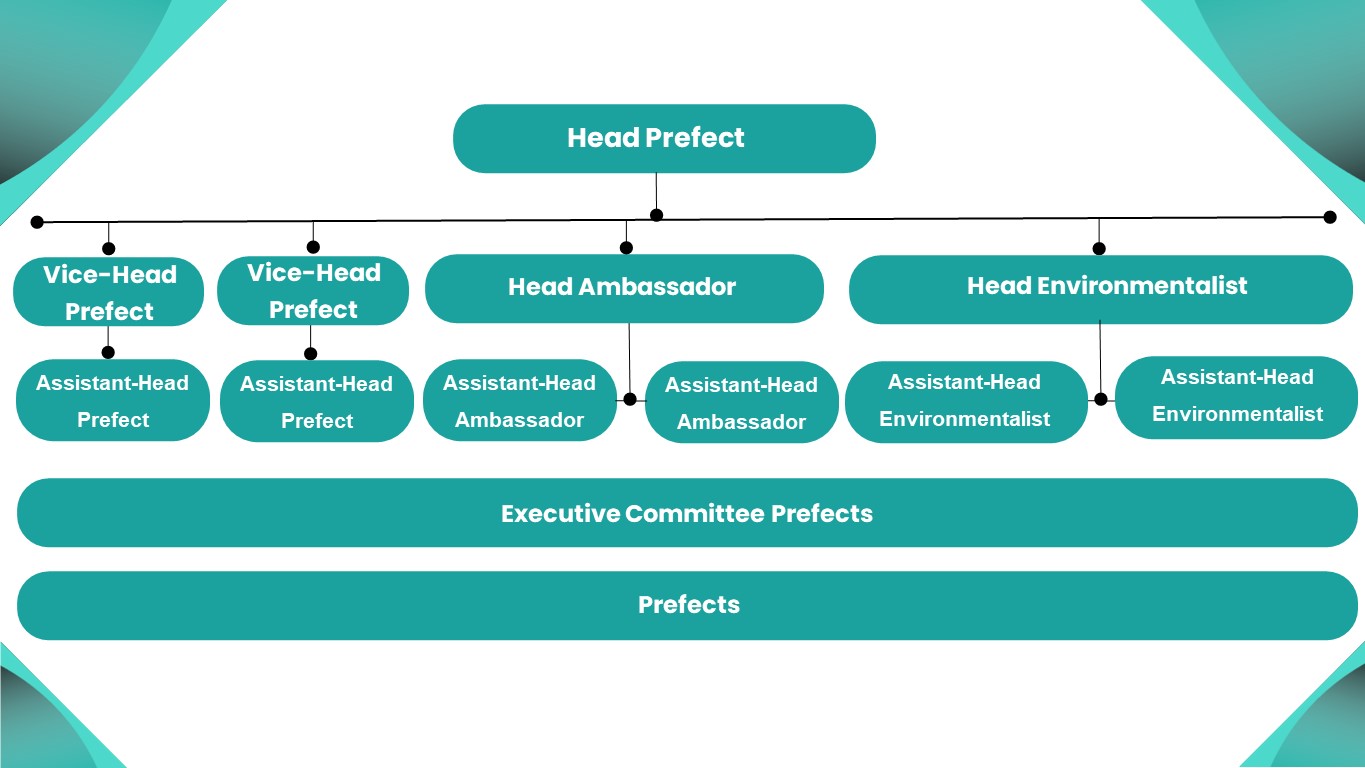 Head Prefect
Vice-Head
Prefect
Vice-Head
Prefect
Head Ambassador
Head Environmentalist
Assistant-Head
Prefect
Assistant-Head
Prefect
Assistant-Head
Ambassador
Assistant-Head
Ambassador
Assistant-Head
Environmentalist
Assistant-Head
Environmentalist
Executive Committee Prefects
Prefects